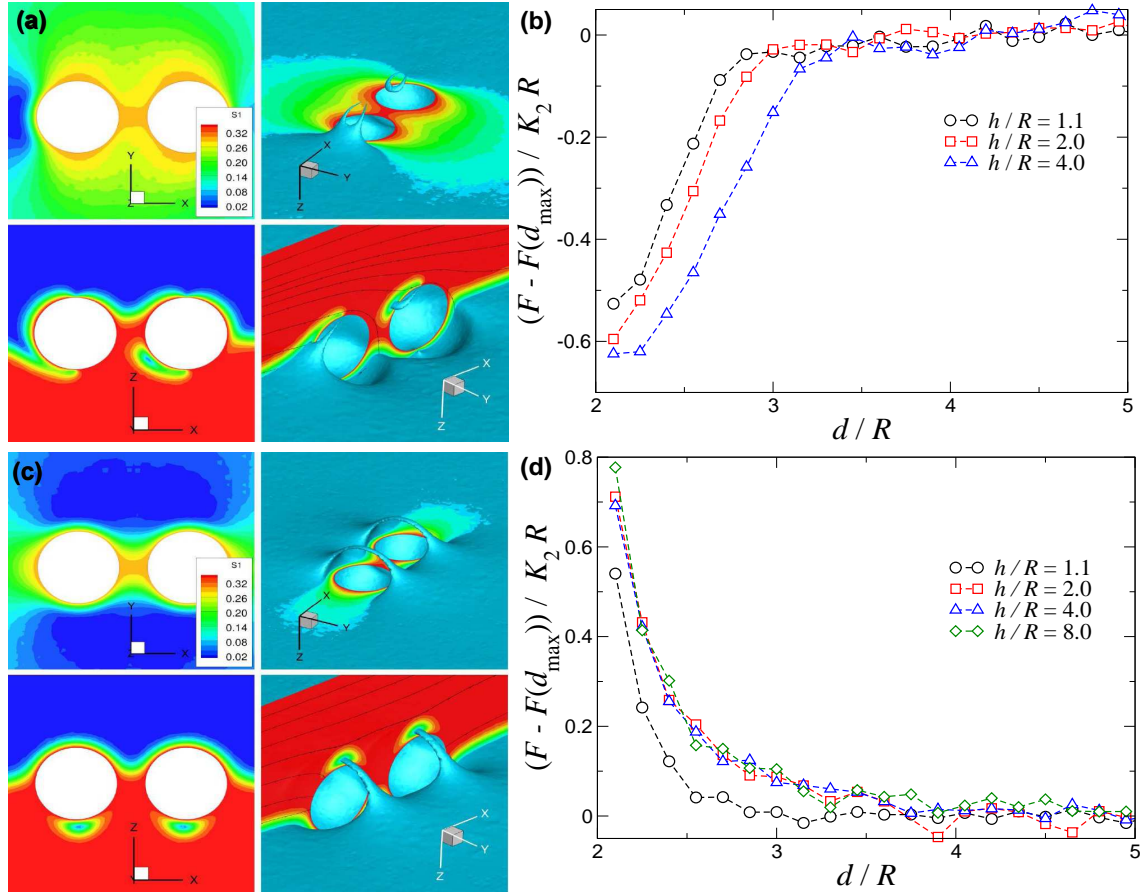 (a)
S1
0.32
0.26
0.20
0.14
0.08
0.02
Y
Z
X
X
Y
Z
Z
X
X
Y
Z
(b)
(F - F(d_max)) / K_2 R
0
-0.2
-0.4
-0.6
2
3
4
5
d / R
h / R = 1.1
h / R = 2.0
h / R = 4.0
(c)
S1
0.32
0.26
0.20
0.14
0.08
0.02
Y
Z
X
X
Y
Z
Z
X
X
Y
Z
(d)
(F - F(d_max)) / K_2 R
0.8
0.6
0.4
0.2
0
2
3
4
5
d / R
h / R = 1.1
h / R = 2.0
h / R = 4.0
h / R = 8.0